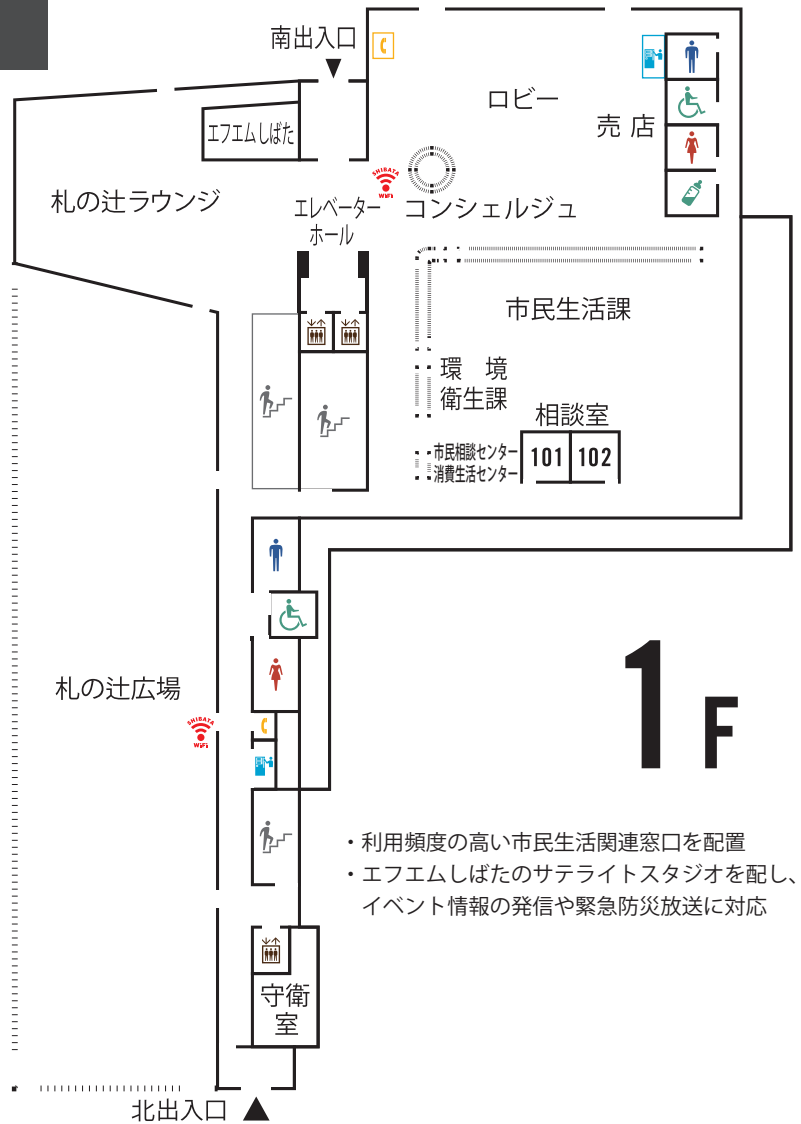 南出入口
ロビー
売店
エフエムしばた
SHIBATA
WiFi
札の辻ラウンジ
エレベーター
ホール
コンシェルジュ
市民生活課
環 境
衛生課
相談室
市民相談センター
消費生活センター
101
102
札の辻広場
SHIBATA
WiFi
1F
・利用頻度の高い市民生活関連窓口を配置
・エフエムしばたのサテライトスタジオを配し、
イベント情報の発信や緊急防災放送に対応
守衛
室
北出入口